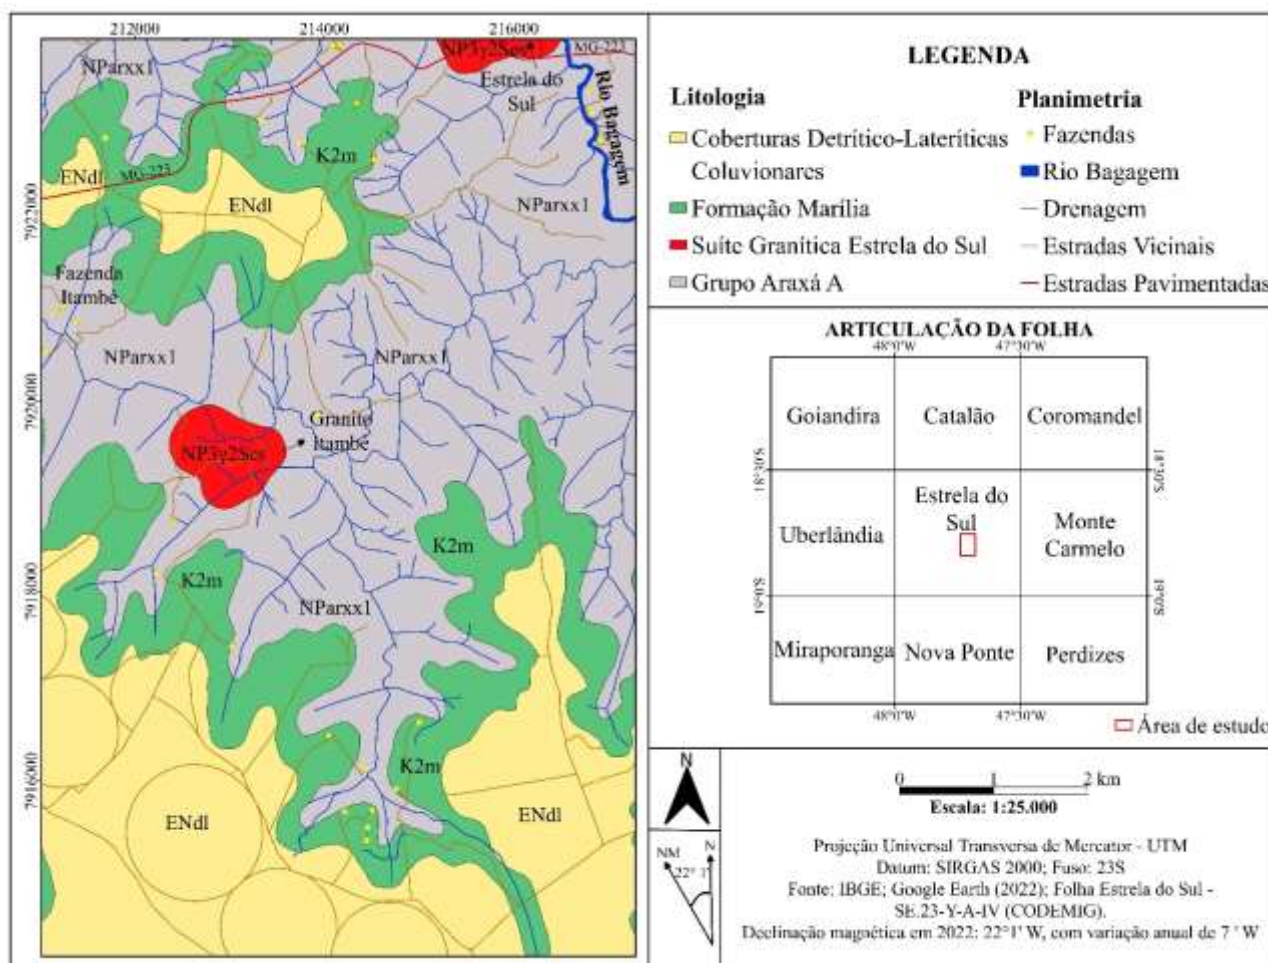 212000
214000
216000
NParxx1
NP3γ2Ses
MG-223
Estrela do
Sul
Rio Bagagem
K2m
ENdl
MG-223
7922000
ENdl
NParxx1
Fazenda
Itambé
NParxx1
NParxx1
7920000
Granito
Itambé
NP3γ2Ses
K2m
K2m
7918000
NParxx1
7916000
K2m
ENdl
ENdl
LEGENDA
Litologia
Coberturas Detrítico-Lateríticas
Coluvionares
Formação Marília
Suíte Granítica Estrela do Sul
Grupo Araxá A
Planimetria
Fazendas
Rio Bagagem
Drenagem
Estradas Vicinais
Estradas Pavimentadas
ARTICULAÇÃO DA FOLHA
48°0'W 47°30'W
Goiandira Catalão Coromandel
18°30'S 18°30'S
Uberlândia
Estrela do
Sul
Monte
Carmelo
19°0'S 19°0'S
Miraporanga Nova Ponte Perdizes
48°0'W 47°30'W
Área de estudo
N
0 1 2 km
Escala: 1:25.000
NM N
22° 1'
Projeção Universal Transversa de Mercator - UTM
Datum: SIRGAS 2000; Fuso: 23S
Fonte: IBGE; Google Earth (2022); Folha Estrela do Sul -
SE.23-Y-A-IV (CODEMIG).
Declinação magnética em 2022: 22°1' W, com variação anual de 7 ' W